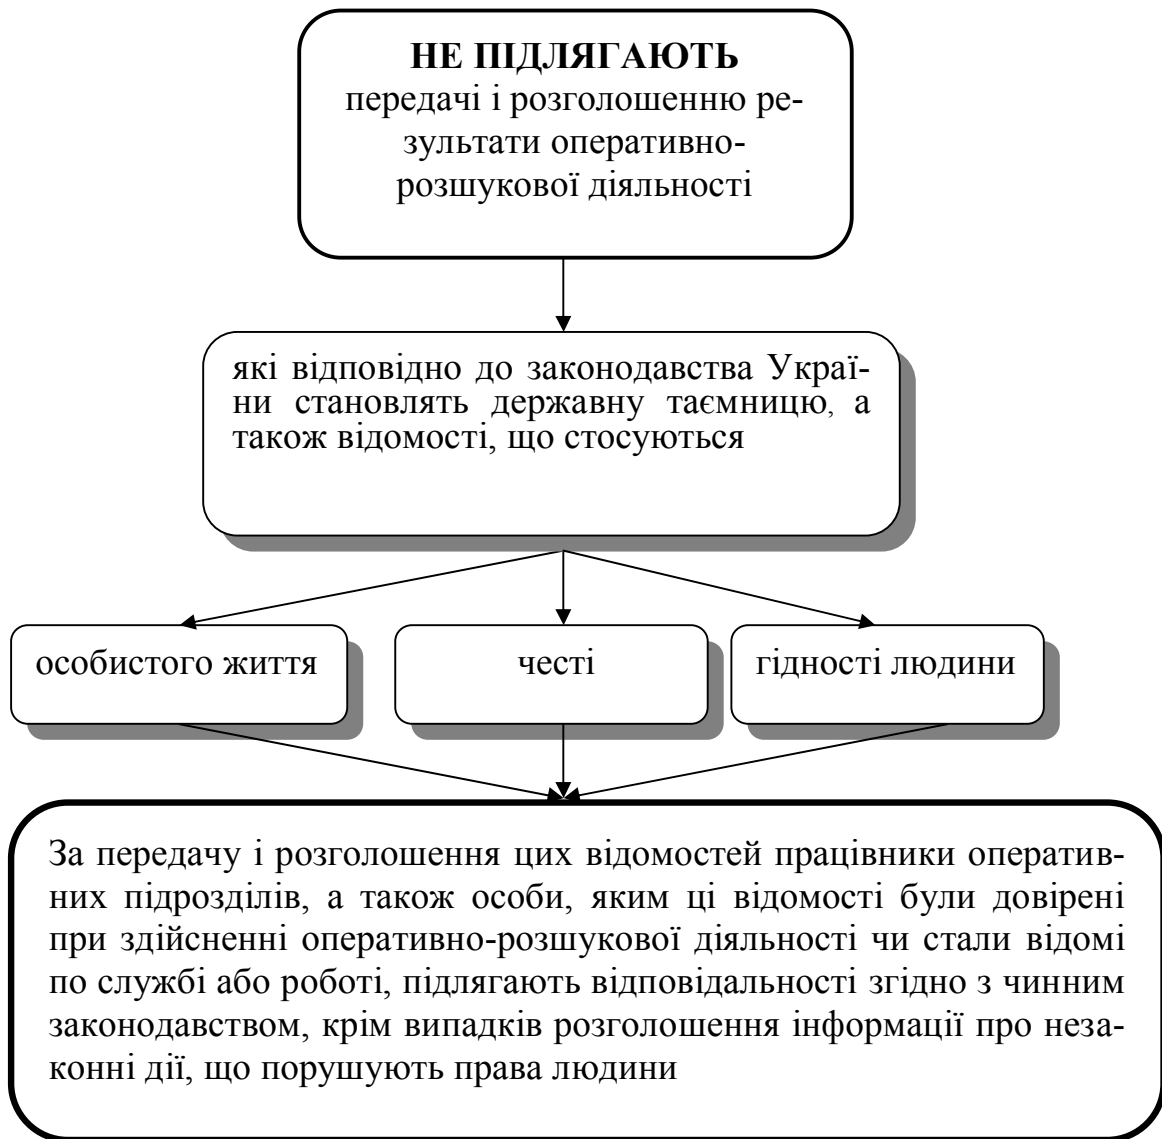 НЕ ПІДЛЯГАЮТЬ
передачі і розголошенню ре-
зультати оперативно-
розшукової діяльності
які відповідно до законодавства Украї-
ни становлять державну таємницю, а
також відомості, що стосуються
особистого життя
честі
гідності людини
За передачу і розголошення цих відомостей працівники оператив-
них підрозділів, а також особи, яким ці відомості були довірені
при здійсненні оперативно-розшукової діяльності чи стали відомі
по службі або роботі, підлягають відповідальності згідно з чинним
законодавством, крім випадків розголошення інформації про неза-
конні дії, що порушують права людини